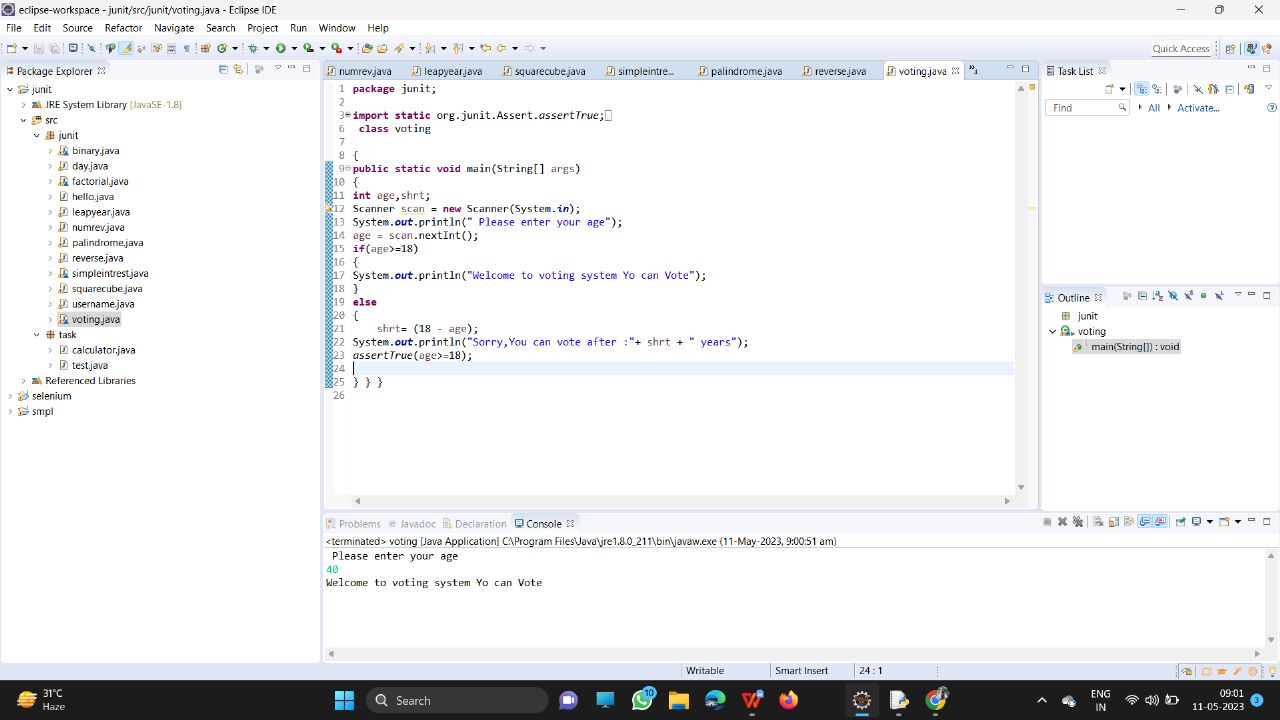 eclipse-workspace - junit/src/junit/voting.java - Eclipse IDE
File Edit Source Refactor Navigate Search Project Run Window Help
Quick Access
Package Explorer
junit
JRE System Library [JavaSE-1.8]
src
junit
binary.java
day.java
factorial.java
hello.java
leapyear.java
numrev.java
palindrome.java
reverse.java
simpleintrest.java
squarecube.java
username.java
voting.java
task
calculator.java
test.java
Referenced Libraries
selenium
smpl
numrev.java leapyear.java squarecube.java simpleintre... palindrome.java reverse.java voting.java »4
1 package junit;
2
3 import static org.junit.Assert.assertTrue;
6 class voting
7
8 {
9 public static void main(String[] args)
10 {
11 int age,shrt;
12 Scanner scan = new Scanner(System.in);
13 System.out.println(" Please enter your age");
14 age = scan.nextInt();
15 if(age>=18)
16 {
17 System.out.println("Welcome to voting system Yo can Vote");
18 }
19 else
20 {
21 shrt= (18 - age);
22 System.out.println("Sorry,You can vote after :"+ shrt + " years");
23 assertTrue(age>=18);
24
25 } } }
26
Task List
Find All Activate...
Outline
junit
voting
main(String[]) : void
Problems Javadoc Declaration Console
<terminated> voting [Java Application] C:\Program Files\Java\jre1.8.0_211\bin\javaw.exe (11-May-2023, 9:00:51 am)
Please enter your age
40
Welcome to voting system Yo can Vote
Writable Smart Insert 24 : 1
31°C
Haze
Search
10
ENG
IN
09:01
11-05-2023
3